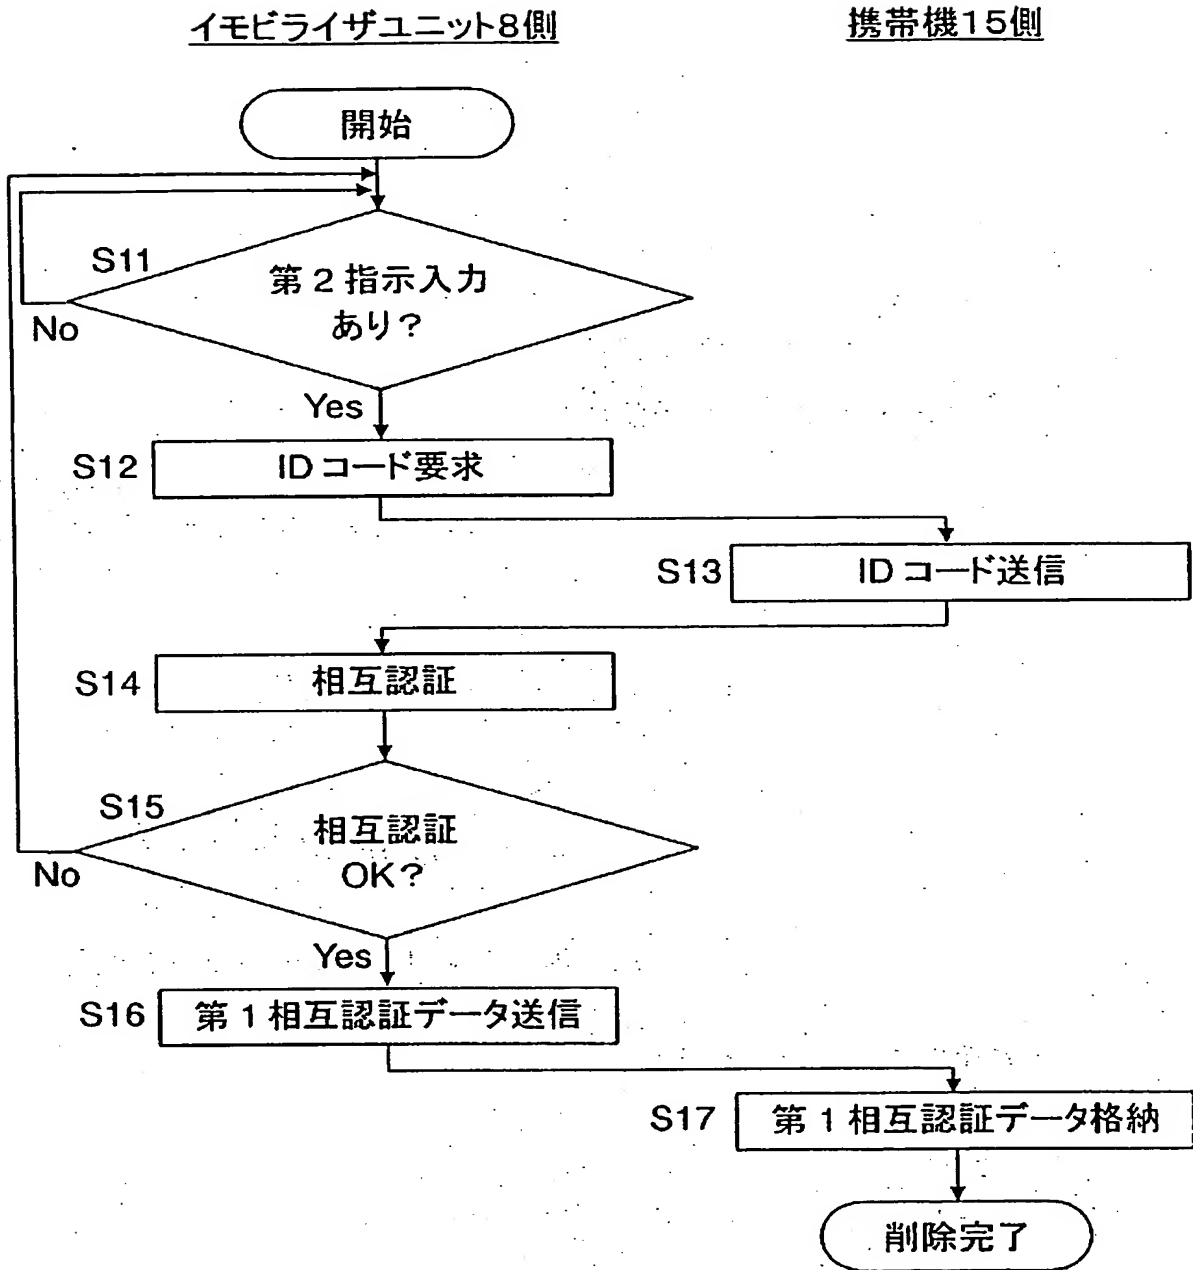 イモビライザユニット8側
携帯機15側
開始
S11
第2指示入力
あり?
No
Yes
S12
IDコード要求
S13
IDコード送信
S14
相互認証
S15
相互認証
OK?
No
Yes
S16
第1相互認証データ送信
S17
第1相互認証データ格納
削除完了